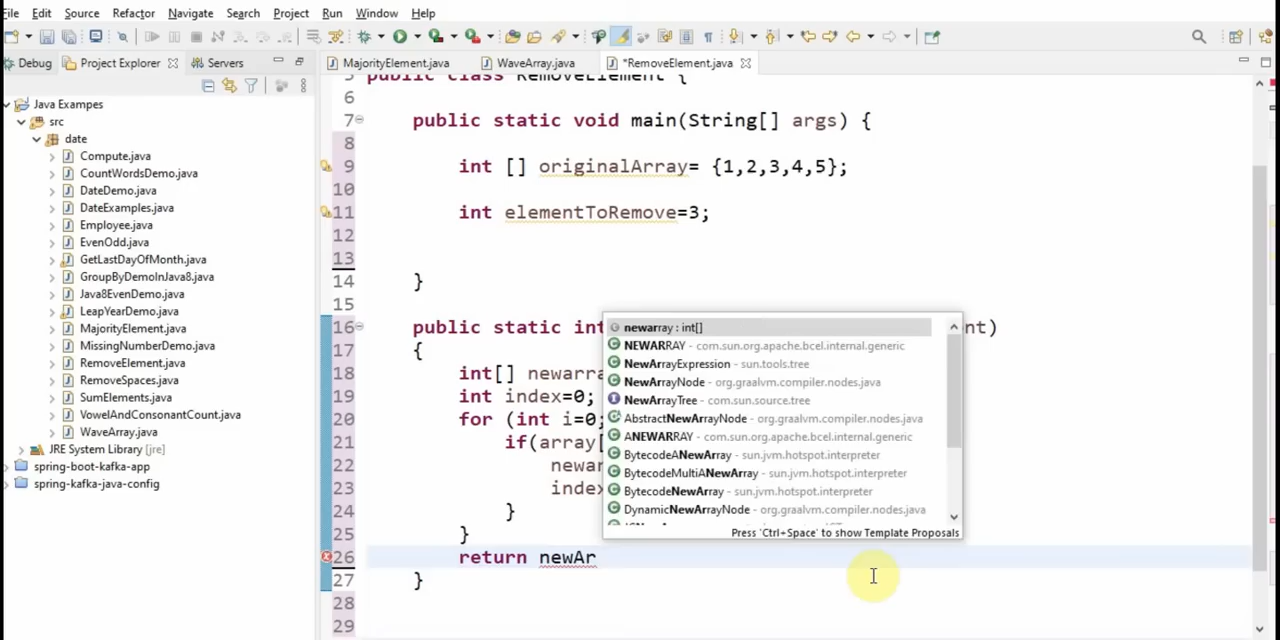 File Edit Source Refactor Navigate Search Project Run Window Help
Debug Project Explorer Servers MajorityElement.java WaveArray.java *RemoveElement.java
Java Exampes
src
date
Compute.java
CountWordsDemo.java
DateDemo.java
DateExamples.java
Employee.java
EvenOdd.java
GetLastDayOfMonth.java
GroupByDemoInJava8.java
Java8EvenDemo.java
LeapYearDemo.java
MajorityElement.java
MissingNumberDemo.java
RemoveElement.java
RemoveSpaces.java
SumElements.java
VowelAndConsonantCount.java
WaveArray.java
JRE System Library [jre]
spring-boot-kafka-app
spring-kafka-java-config
5 public class RemoveElement {
6
7 public static void main(String[] args) {
8
9 int [] originalArray= {1,2,3,4,5};
10
11 int elementToRemove=3;
12
13
14 }
15
16 public static int nt)
17 {
18 int[] newarra
19 int index=0;
20 for (int i=0;
21 if(array[
22 newar
23 index
24 }
25 }
26 return newAr
27 }
28
29
newarray : int[]
NEWARRAY - com.sun.org.apache.bcel.internal.generic
NewArrayExpression - sun.tools.tree
NewArrayNode - org.graalvm.compiler.nodes.java
NewArrayTree - com.sun.source.tree
AbstractNewArrayNode - org.graalvm.compiler.nodes.java
ANEWARRAY - com.sun.org.apache.bcel.internal.generic
BytecodeANewArray - sun.jvm.hotspot.interpreter
BytecodeMultiANewArray - sun.jvm.hotspot.interpreter
BytecodeNewArray - sun.jvm.hotspot.interpreter
DynamicNewArrayNode - org.graalvm.compiler.nodes.java
Press 'Ctrl+Space' to show Template Proposals